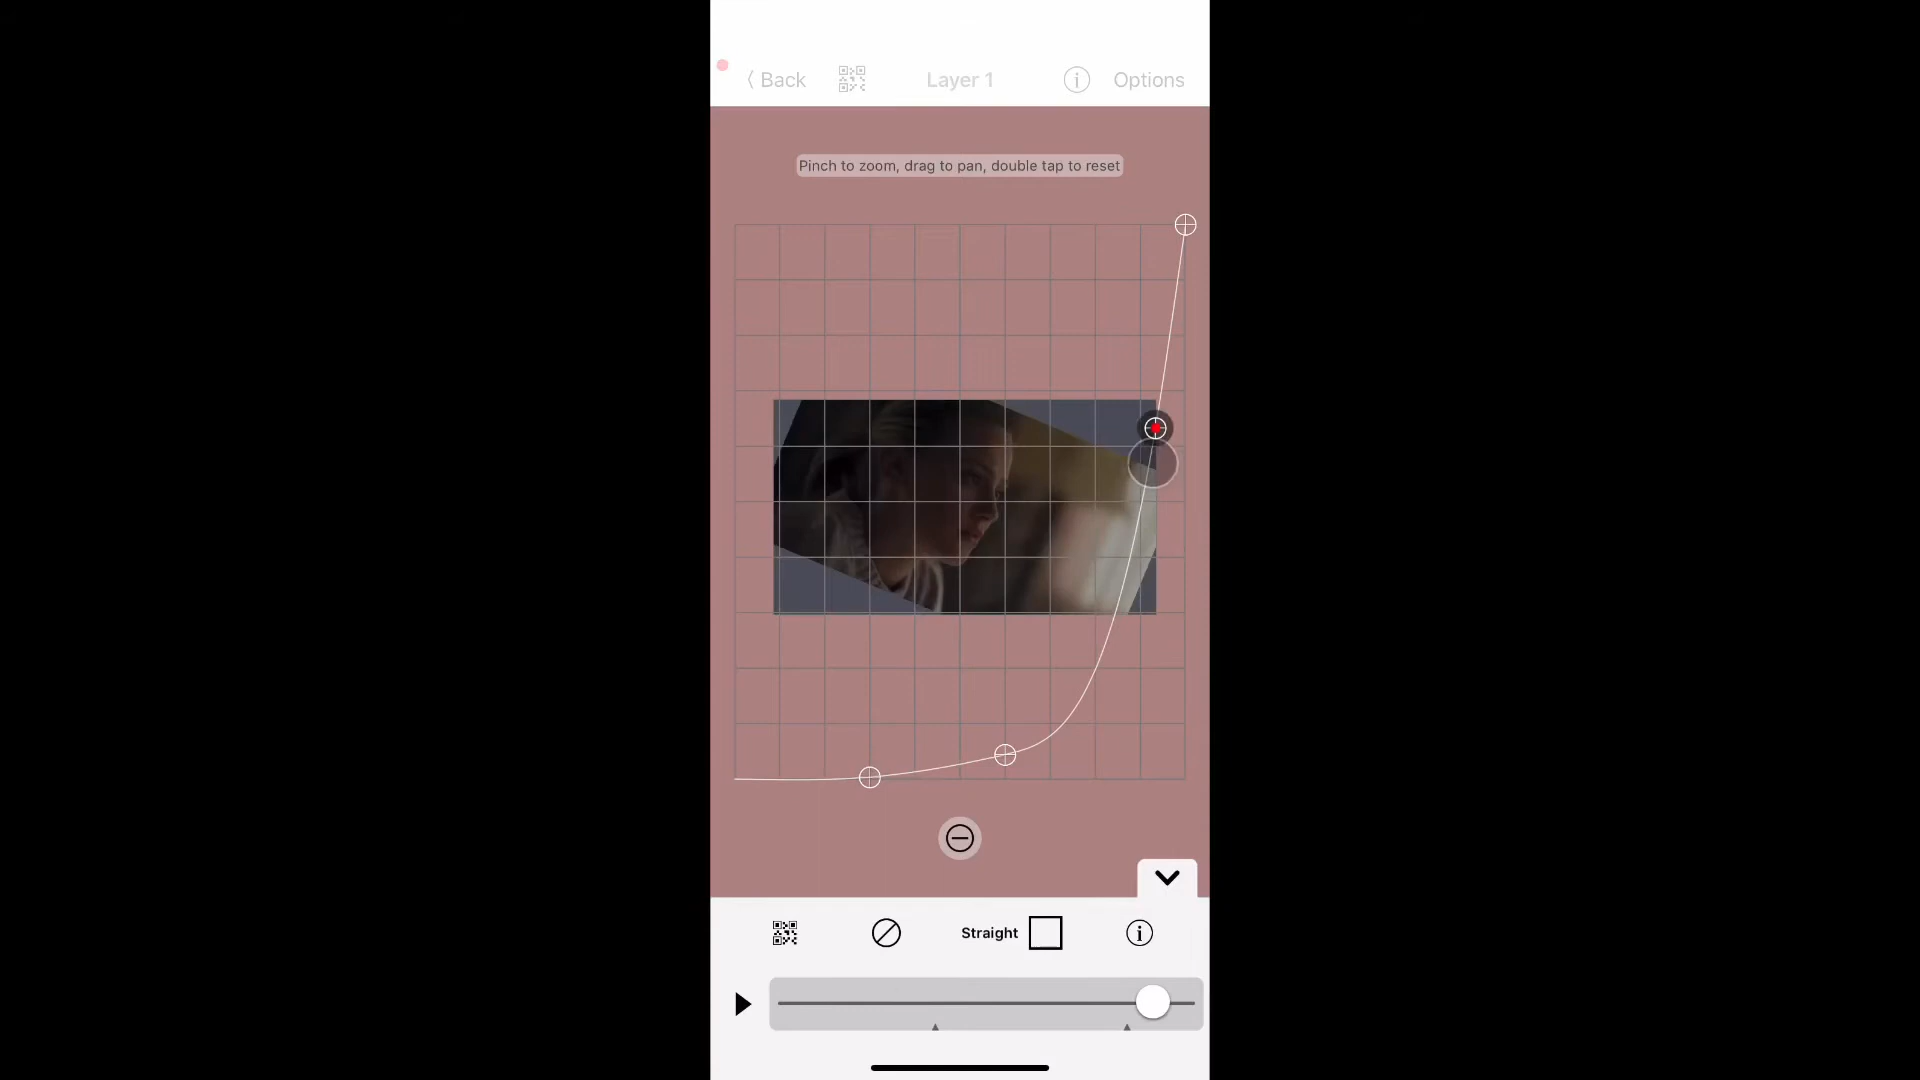 Back Layer 1 Options
Pinch to zoom, drag to pan, double tap to reset
Straight